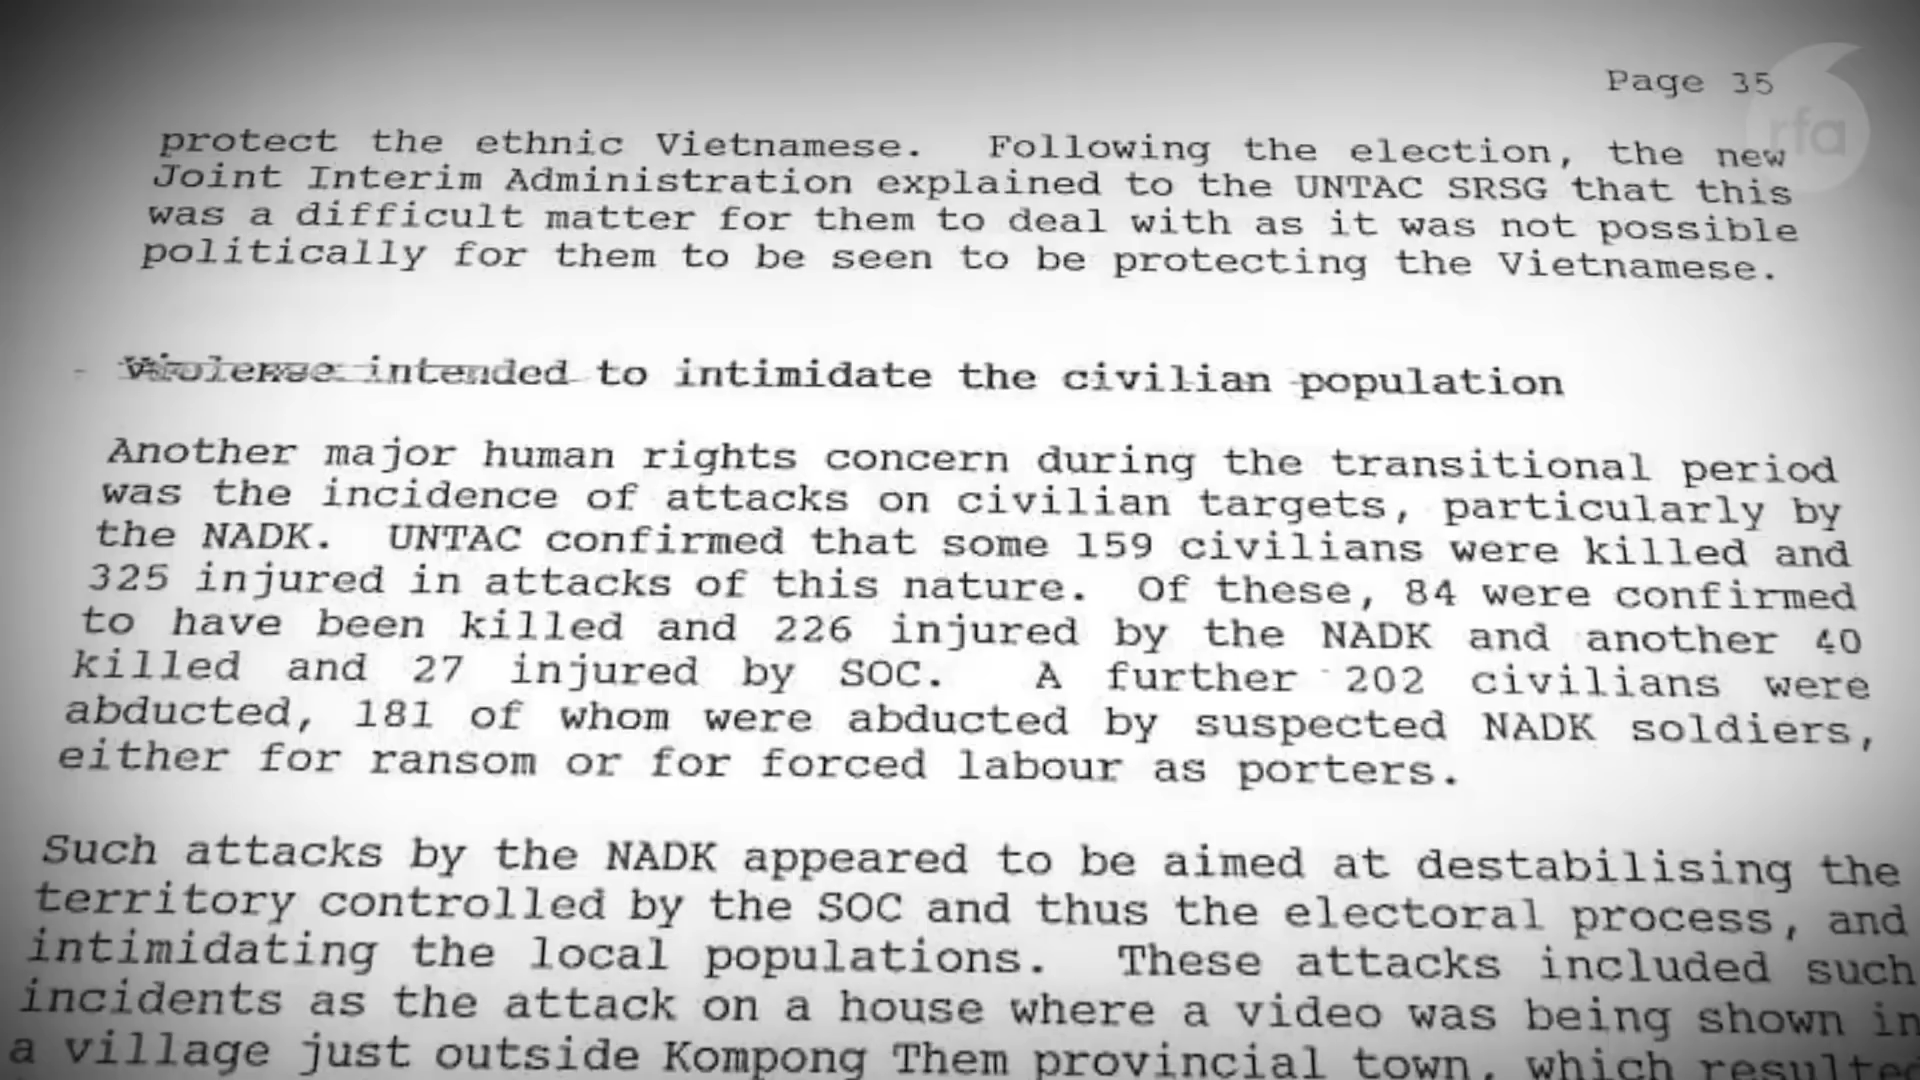 Page 35
rfa
protect the ethnic Vietnamese. Following the election, the new
Joint Interim Administration explained to the UNTAC SRSG that this
was a difficult matter for them to deal with as it was not possible
politically for them to be seen to be protecting the Vietnamese.
- Violence intended to intimidate the civilian population
Another major human rights concern during the transitional period
was the incidence of attacks on civilian targets, particularly by
the NADK. UNTAC confirmed that some 159 civilians were killed and
325 injured in attacks of this nature. Of these, 84 were confirmed
to have been killed and 226 injured by the NADK and another 40
killed and 27 injured by SOC. A further 202 civilians were
abducted, 181 of whom were abducted by suspected NADK soldiers,
either for ransom or for forced labour as porters.
Such attacks by the NADK appeared to be aimed at destabilising the
territory controlled by the SOC and thus the electoral process, and
intimidating the local populations. These attacks included such
incidents as the attack on a house where a video was being shown in
a village just outside Kompong Them provincial town, which resulted